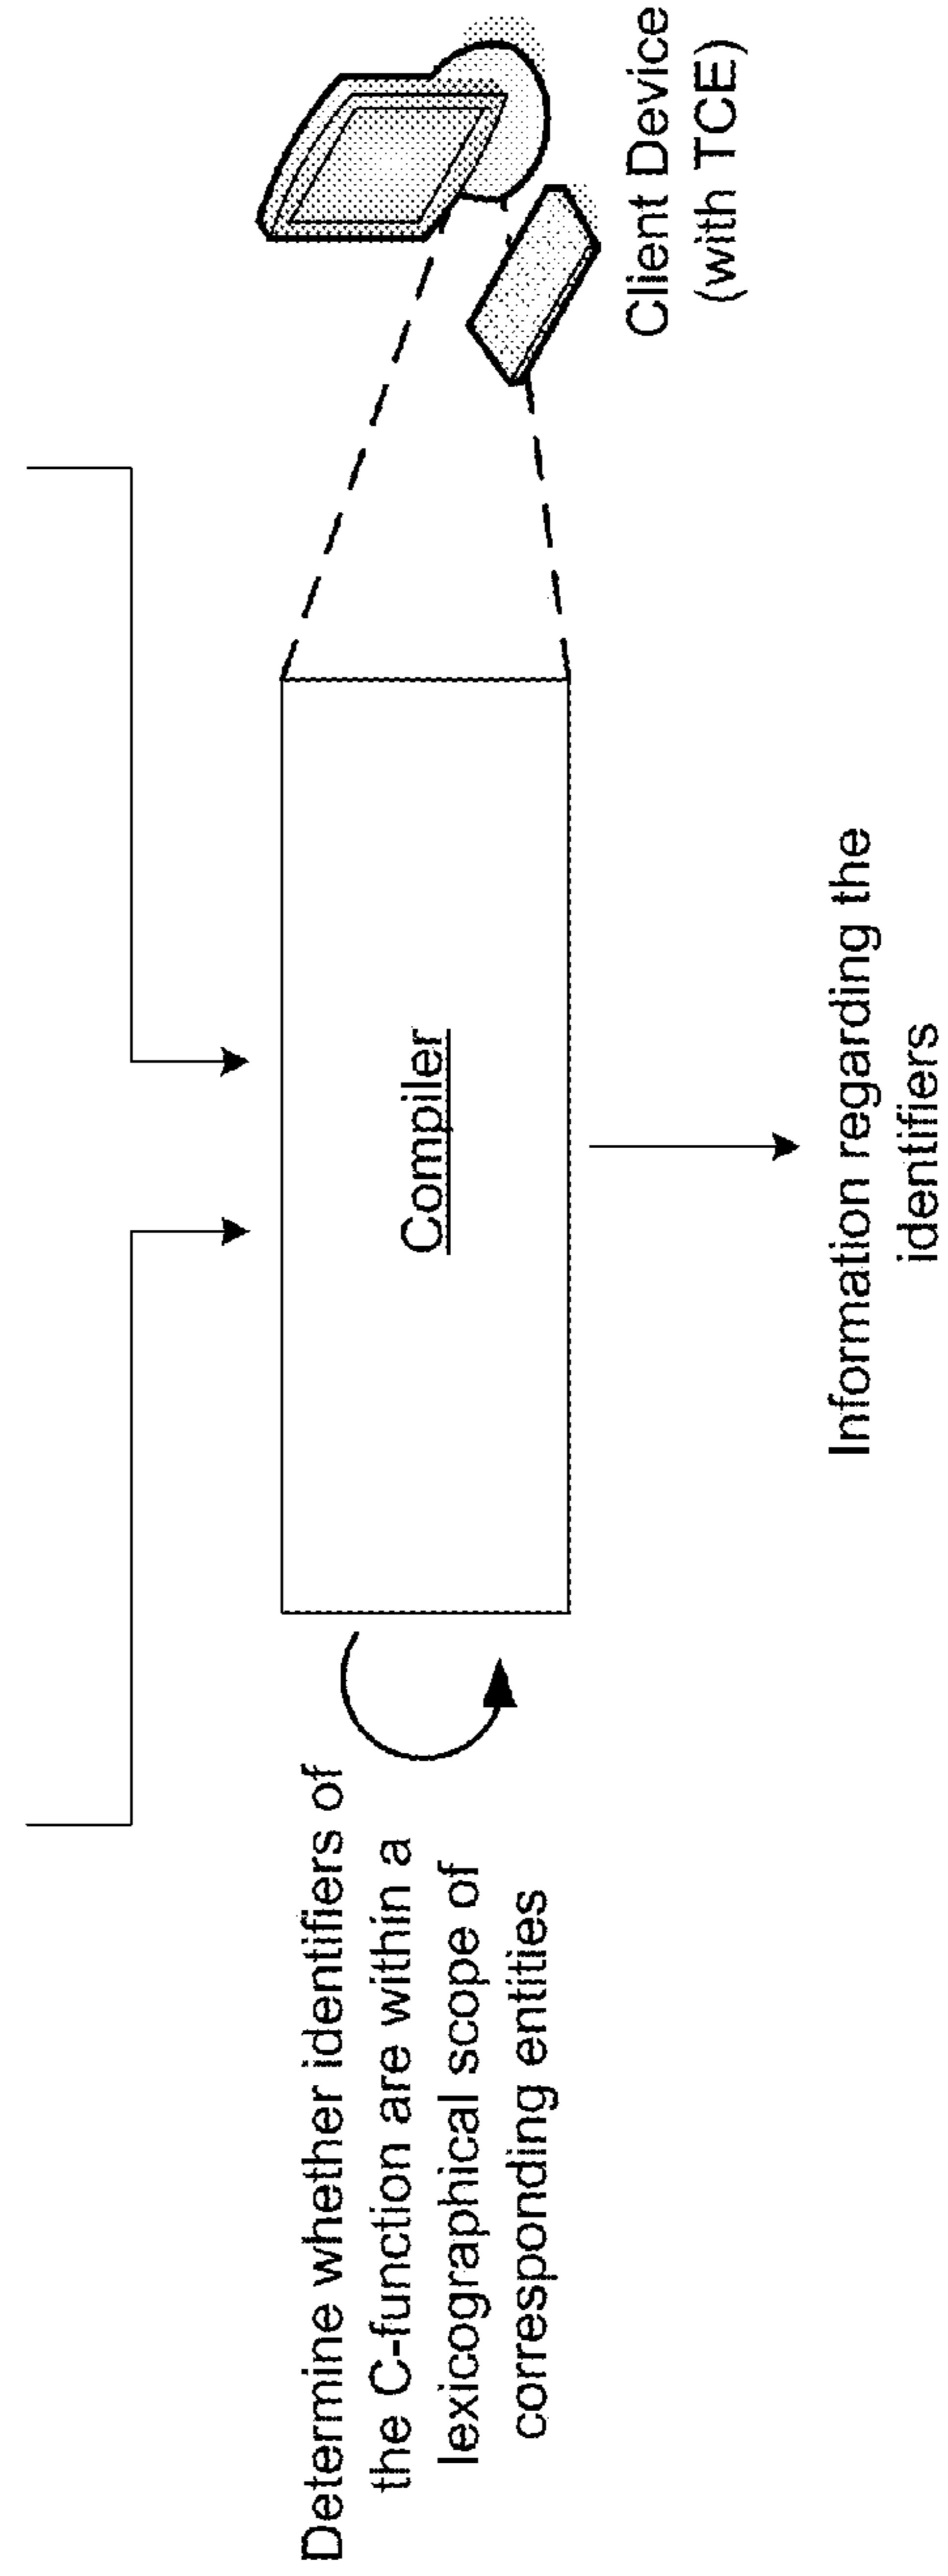 Determine whether identifiers of
the C-function are within a
lexicographical scope of
corresponding entities
Compiler
Client Device
(with TCE)
Information regarding the
identifiers